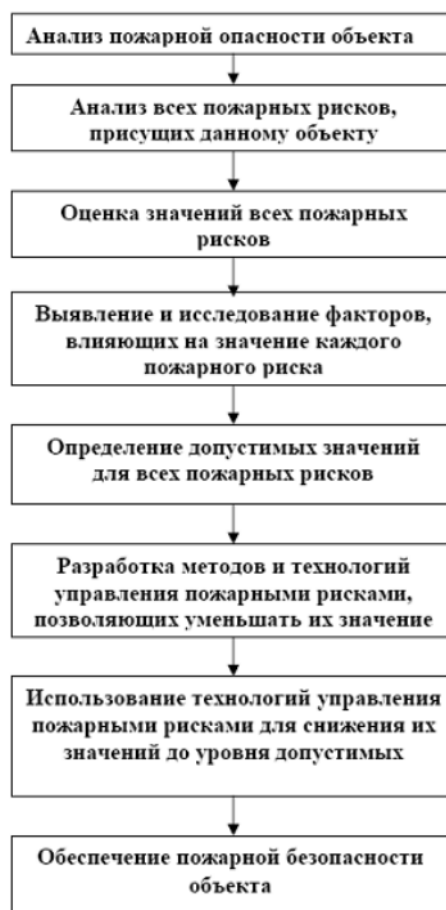 Анализ пожарной опасности объекта
Анализ всех пожарных рисков,
присущих данному объекту
Оценка значений всех пожарных
рисков
Выявление и исследование факторов,
влияющих на значение каждого
пожарного риска
Определение допустимых значений
для всех пожарных рисков
Разработка методов и технологий
управления пожарными рисками,
позволяющих уменьшать их значение
Использование технологий управления
пожарными рисками для снижения их
значений до уровня допустимых
Обеспечение пожарной безопасности
объекта